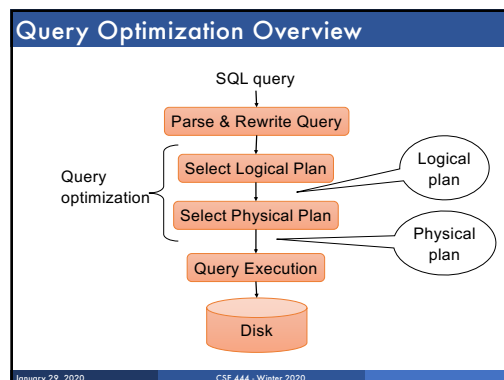 Query Optimization Overview
SQL query
Parse & Rewrite Query
Query
optimization
Select Logical Plan
Logical
plan
Select Physical Plan
Physical
plan
Query Execution
Disk
January 29, 2020
CSE 444 - Winter 2020